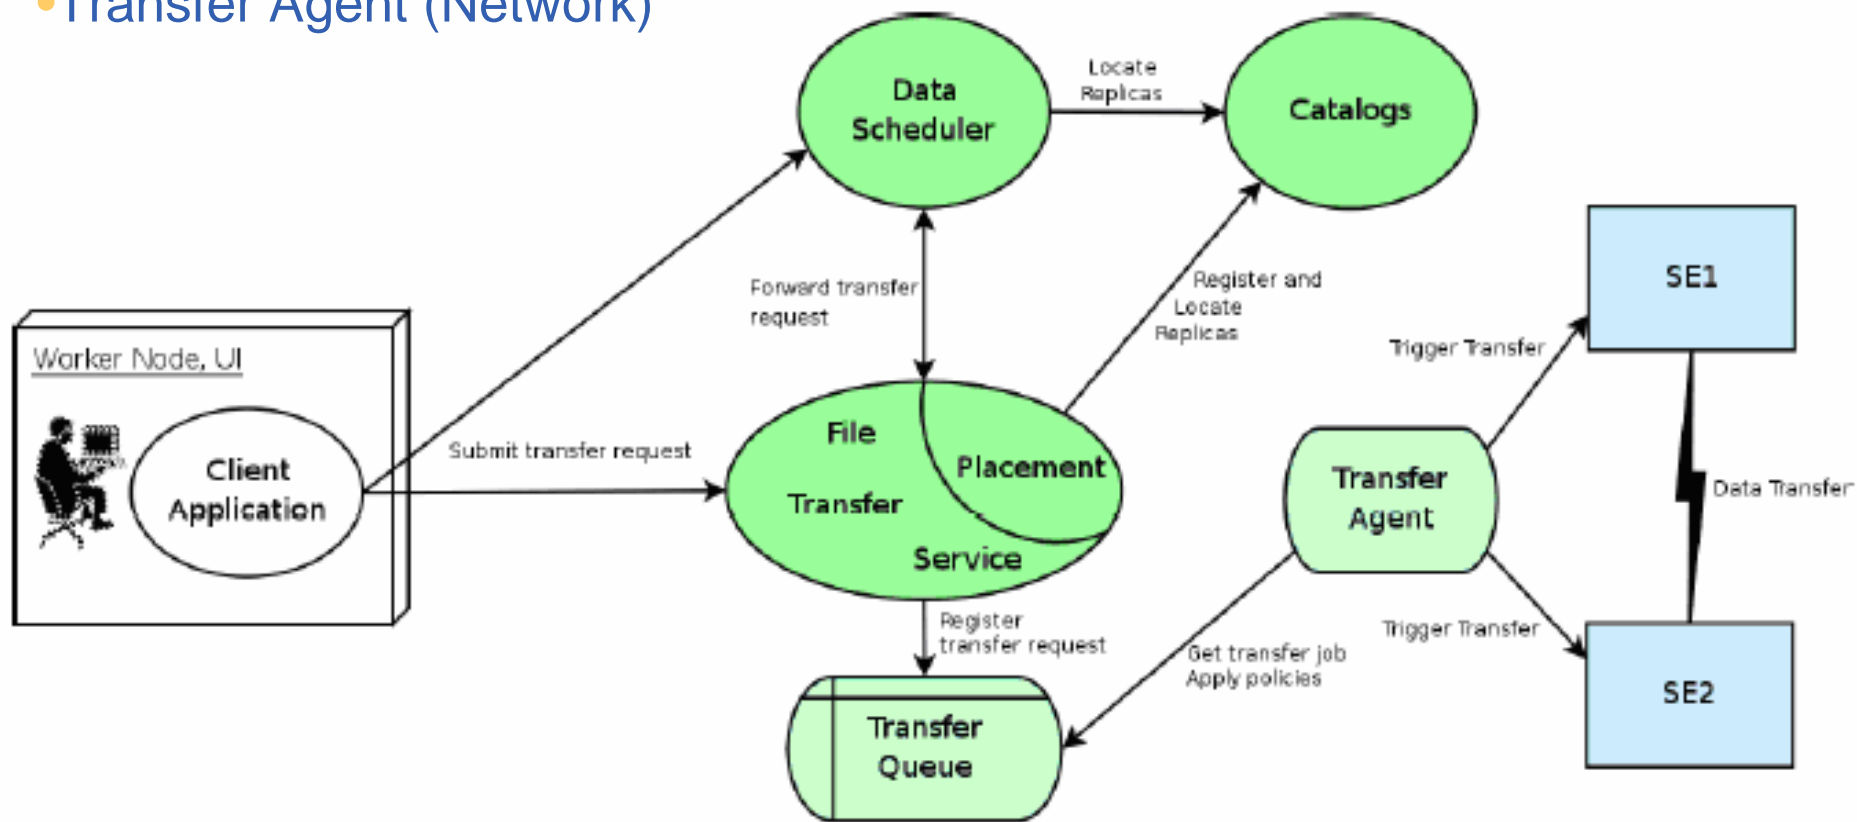 •Transfer Agent (Network)
Data
Scheduler
Locate
Replicas
Catalogs
Forward transfer
request
Register and
Locate
Replicas
SE1
Trigger Transfer
Worker Node, UI
Client
Application
Submit transfer request
File
Placement
Transfer
Service
Transfer
Agent
Data Transfer
Register
transfer request
Trigger Transfer
Get transfer job
Apply policies
SE2
Transfer
Queue